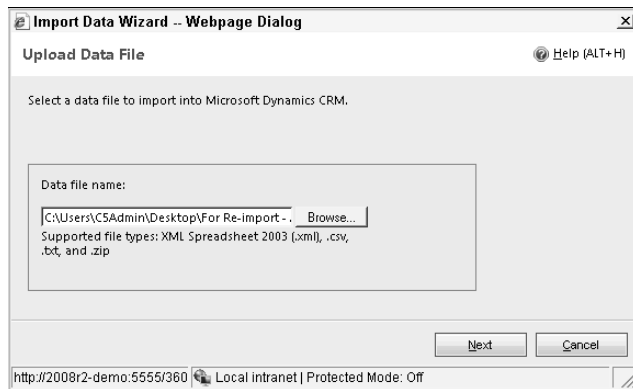 Import Data Wizard -- Webpage Dialog
Upload Data File
Help (ALT+H)
Select a data file to import into Microsoft Dynamics CRM.
Data file name:
C:\Users\C5Admin\Desktop\For Re-import - . Browse...
Supported file types: XML Spreadsheet 2003 (.xml), .csv,
.txt, and .zip
Next Cancel
http://2008r2-demo:5555/360 Local intranet | Protected Mode: Off